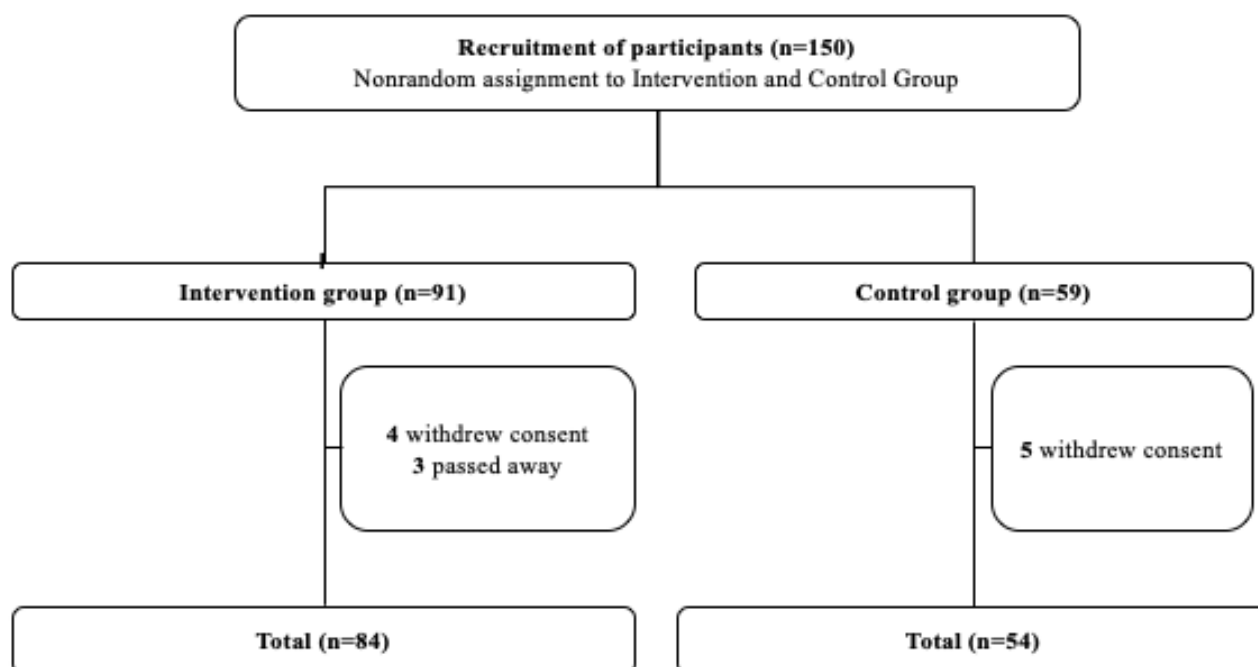 Recruitment of participants (n=150)
Nonrandom assignment to Intervention and Control Group
Intervention group (n=91)
Control group (n=59)
4 withdrew consent
3 passed away
5 withdrew consent
Total (n=84)
Total (n=54)